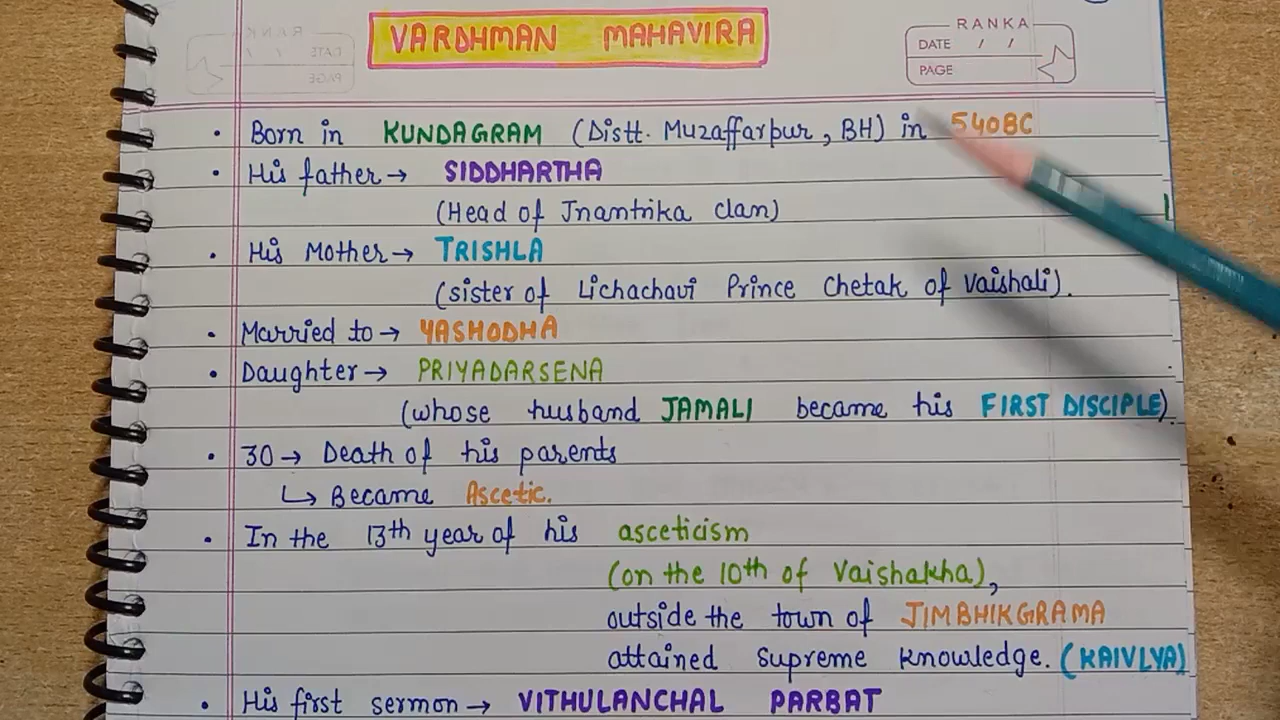 VARDHMAN MAHAVIRA
RANKA
DATE / /
PAGE
• Born in KUNDAGRAM (Distt. Muzaffarpur, BH) in 540BC
• His father → SIDDHARTHA
(Head of Jnantrika clan)
• His Mother → TRISHLA
(sister of Lichachavi Prince Chetak of Vaishali).
• Married to → YASHODHA
• Daughter → PRIYADARSENA
(whose husband JAMALI became his FIRST DISCIPLE).
• 30 → Death of his parents
↳ Became Ascetic.
• In the 13th year of his asceticism
(on the 10th of Vaishakha),
outside the town of JIMBHIKGRAMA
attained Supreme Knowledge. (KAIVLYA)
• His first sermon → VITHULANCHAL PARBAT